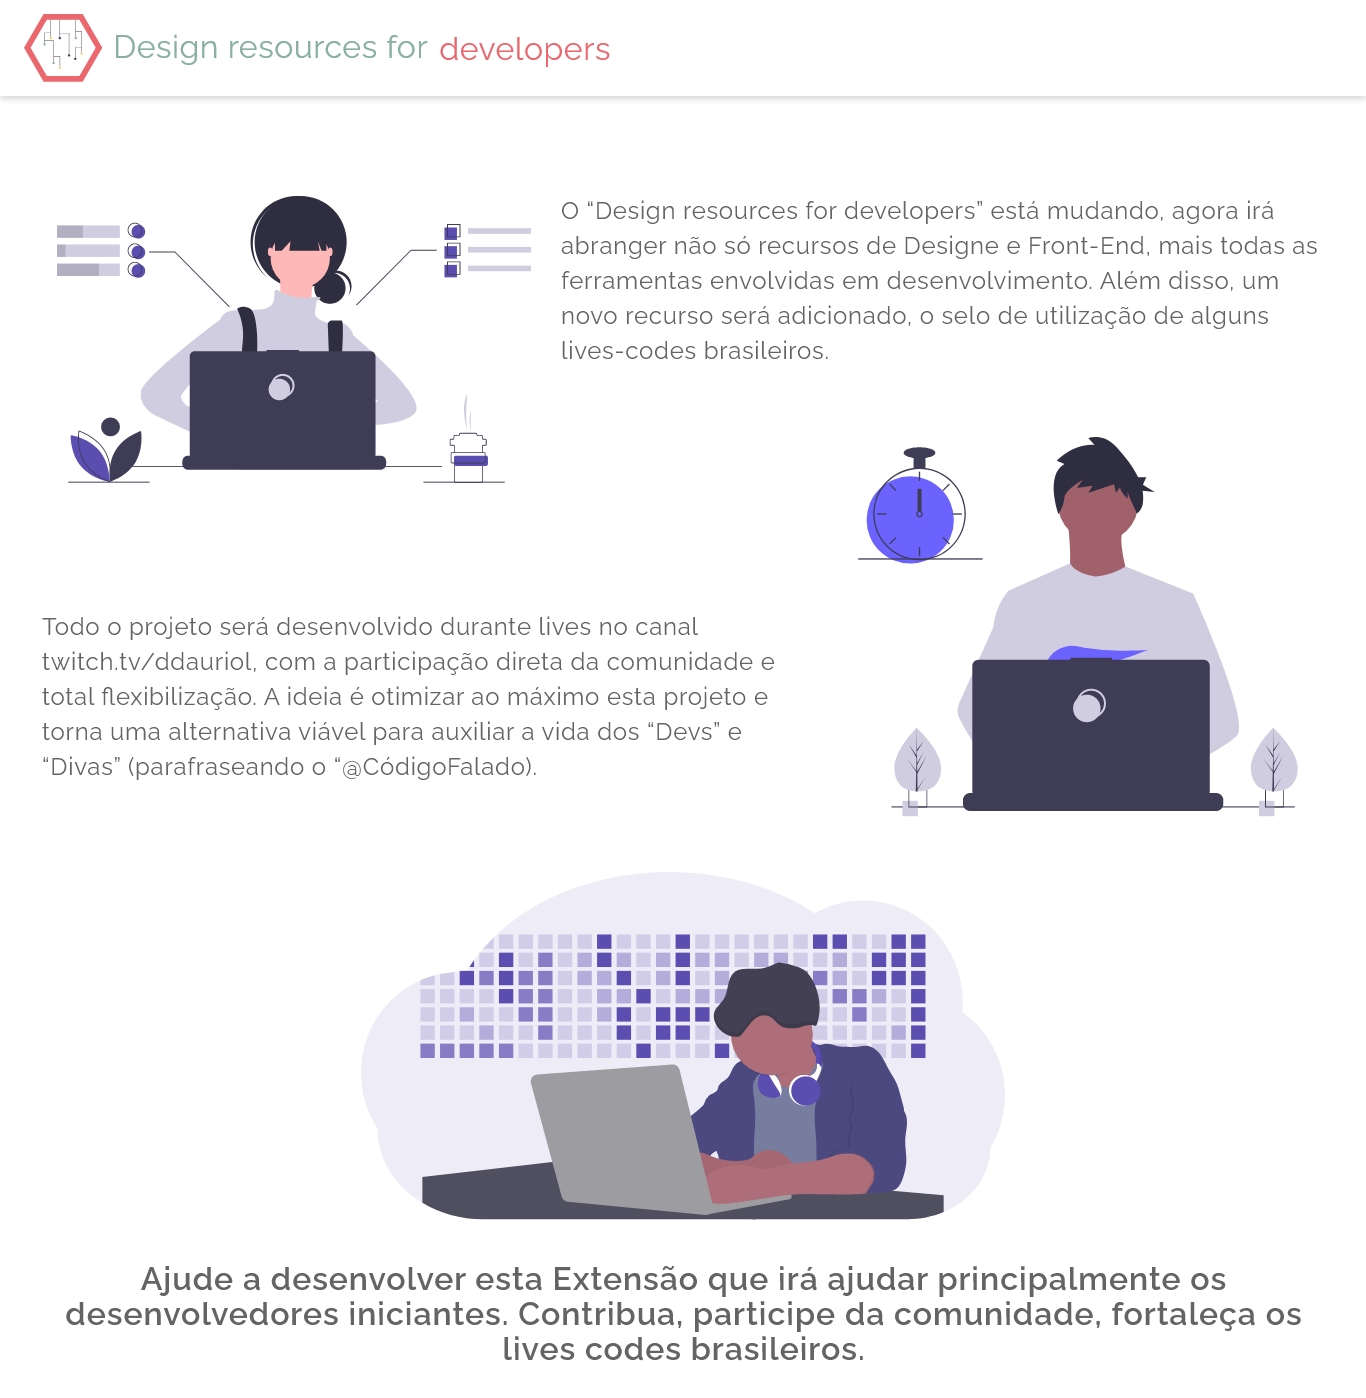 Design resources for developers
O “Design resources for developers” está mudando, agora irá
abranger não só recursos de Designe e Front-End, mais todas as
ferramentas envolvidas em desenvolvimento. Além disso, um
novo recurso será adicionado, o selo de utilização de alguns
lives-codes brasileiros.
Todo o projeto será desenvolvido durante lives no canal
twitch.tv/ddauriol, com a participação direta da comunidade e
total flexibilização. A ideia é otimizar ao máximo esta projeto e
torna uma alternativa viável para auxiliar a vida dos “Devs” e
“Divas” (parafraseando o “@CódigoFalado).
Ajude a desenvolver esta Extensão que irá ajudar principalmente os
desenvolvedores iniciantes. Contribua, participe da comunidade, fortaleça os
lives codes brasileiros.